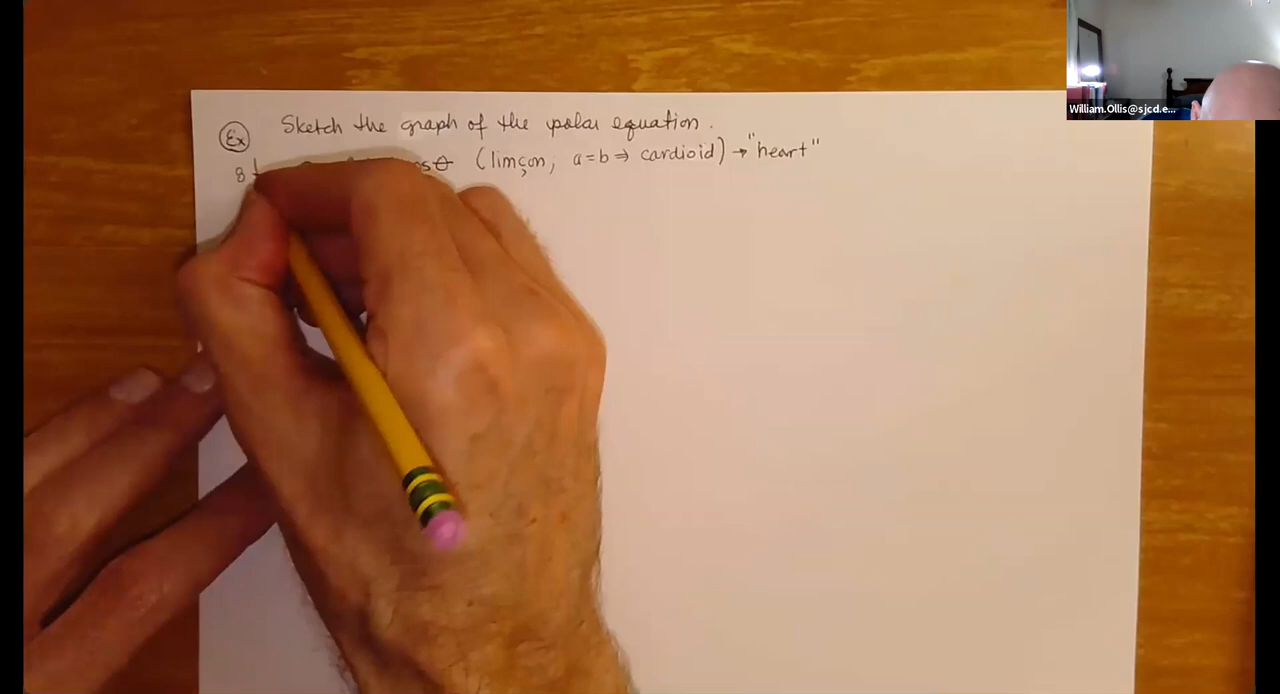 Ex Sketch the graph of the polar equation.
8 (limçon, a=b ⇒ cardioid) → "heart"
William.Ollis@sjcd.e...